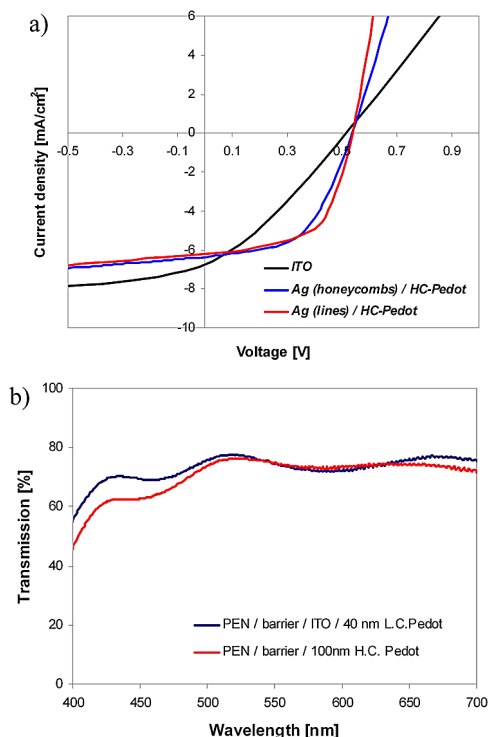 a)
6
4
2
0
-2
-4
-6
-8
-10
-0.5 -0.3 -0.1 0.1 0.3 0.5 0.7 0.9
Current density [mA/cm²]
ITO
Ag (honeycombs) / HC-Pedot
Ag (lines) / HC-Pedot
Voltage [V]
b)
100
80
60
40
20
0
400 450 500 550 600 650 700
Transmission [%]
PEN / barrier / ITO / 40 nm L.C.Pedot
PEN / barrier / 100nm H.C. Pedot
Wavelength [nm]